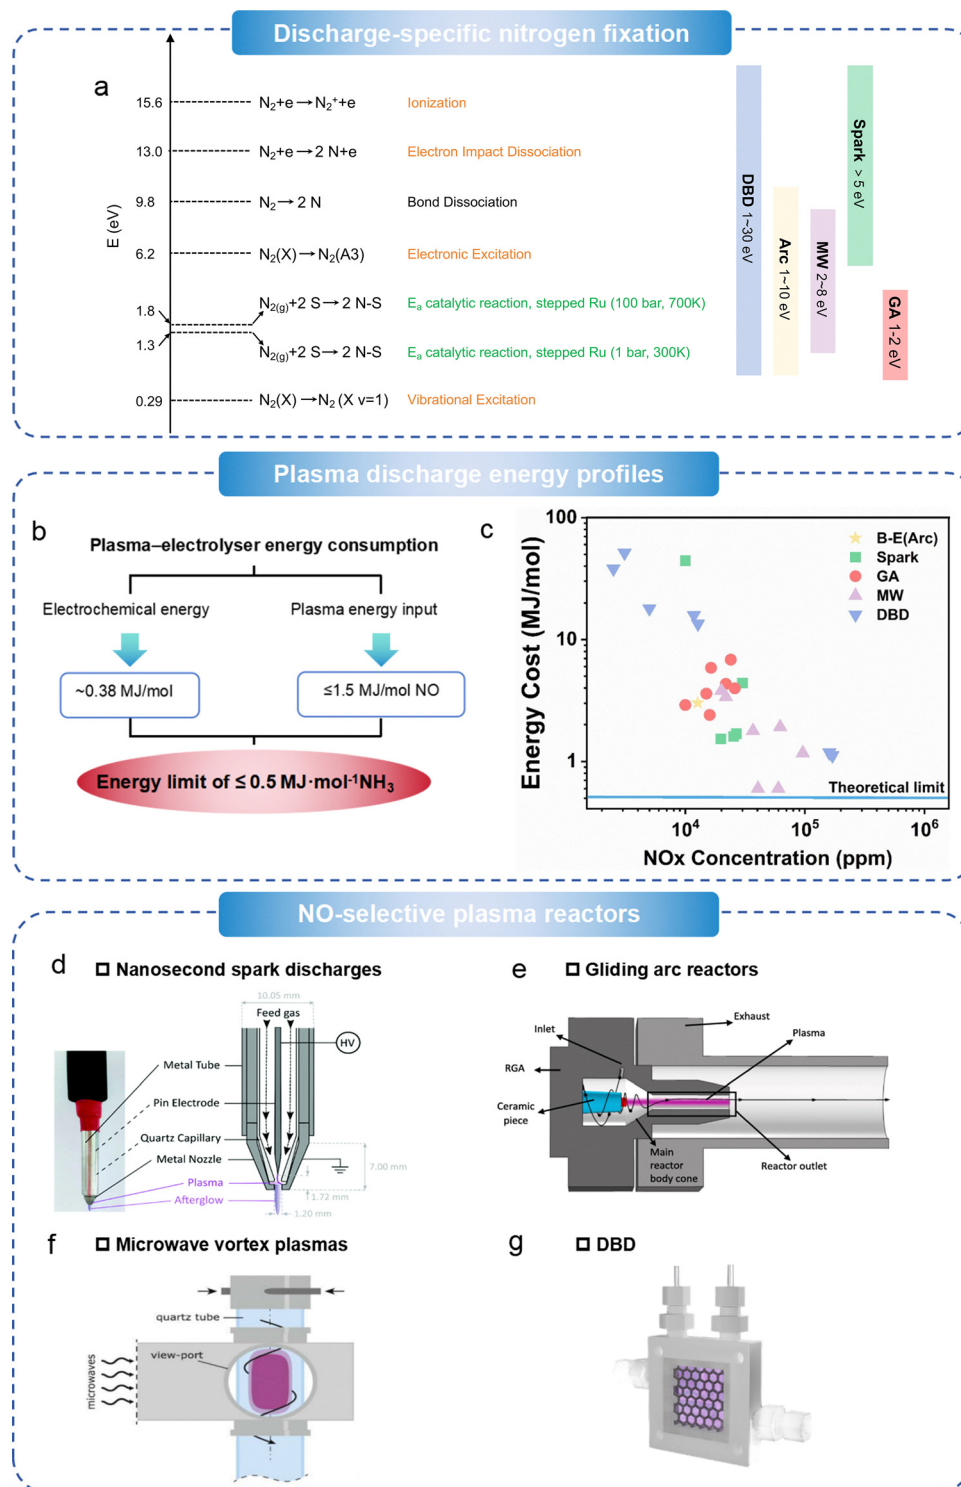 Discharge-specific nitrogen fixation
a
E (eV)
15.6
N₂+e→N₂⁺+e
Ionization
13.0
N₂+e→2 N+e
Electron Impact Dissociation
9.8
N₂→2 N
Bond Dissociation
6.2
N₂(X)→N₂(A3)
Electronic Excitation
1.8
N₂(g)+2 S→2 N-S
Eₐ catalytic reaction, stepped Ru (100 bar, 700K)
1.3
N₂(g)+2 S→2 N-S
Eₐ catalytic reaction, stepped Ru (1 bar, 300K)
0.29
N₂(X)→N₂ (X v=1)
Vibrational Excitation
DBD 1~30 eV
Arc 1~10 eV
MW 2~8 eV
Spark > 5 eV
GA 1-2 eV
Plasma discharge energy profiles
b
Plasma–electrolyser energy consumption
Electrochemical energy
Plasma energy input
~0.38 MJ/mol
≤1.5 MJ/mol NO
Energy limit of ≤ 0.5 MJ·mol⁻¹NH₃
c
Energy Cost (MJ/mol)
100
10
1
B-E(Arc)
Spark
GA
MW
DBD
Theoretical limit
10⁴
10⁵
10⁶
NOx Concentration (ppm)
NO-selective plasma reactors
d
Nanosecond spark discharges
10.05 mm
Feed gas
HV
Metal Tube
Pin Electrode
Quartz Capillary
Metal Nozzle
Plasma
Afterglow
7.00 mm
1.72 mm
1.20 mm
e
Gliding arc reactors
Exhaust
Inlet
Plasma
RGA
Ceramic
piece
Main
reactor
body cone
Reactor outlet
f
Microwave vortex plasmas
quartz tube
view-port
microwaves
g
DBD